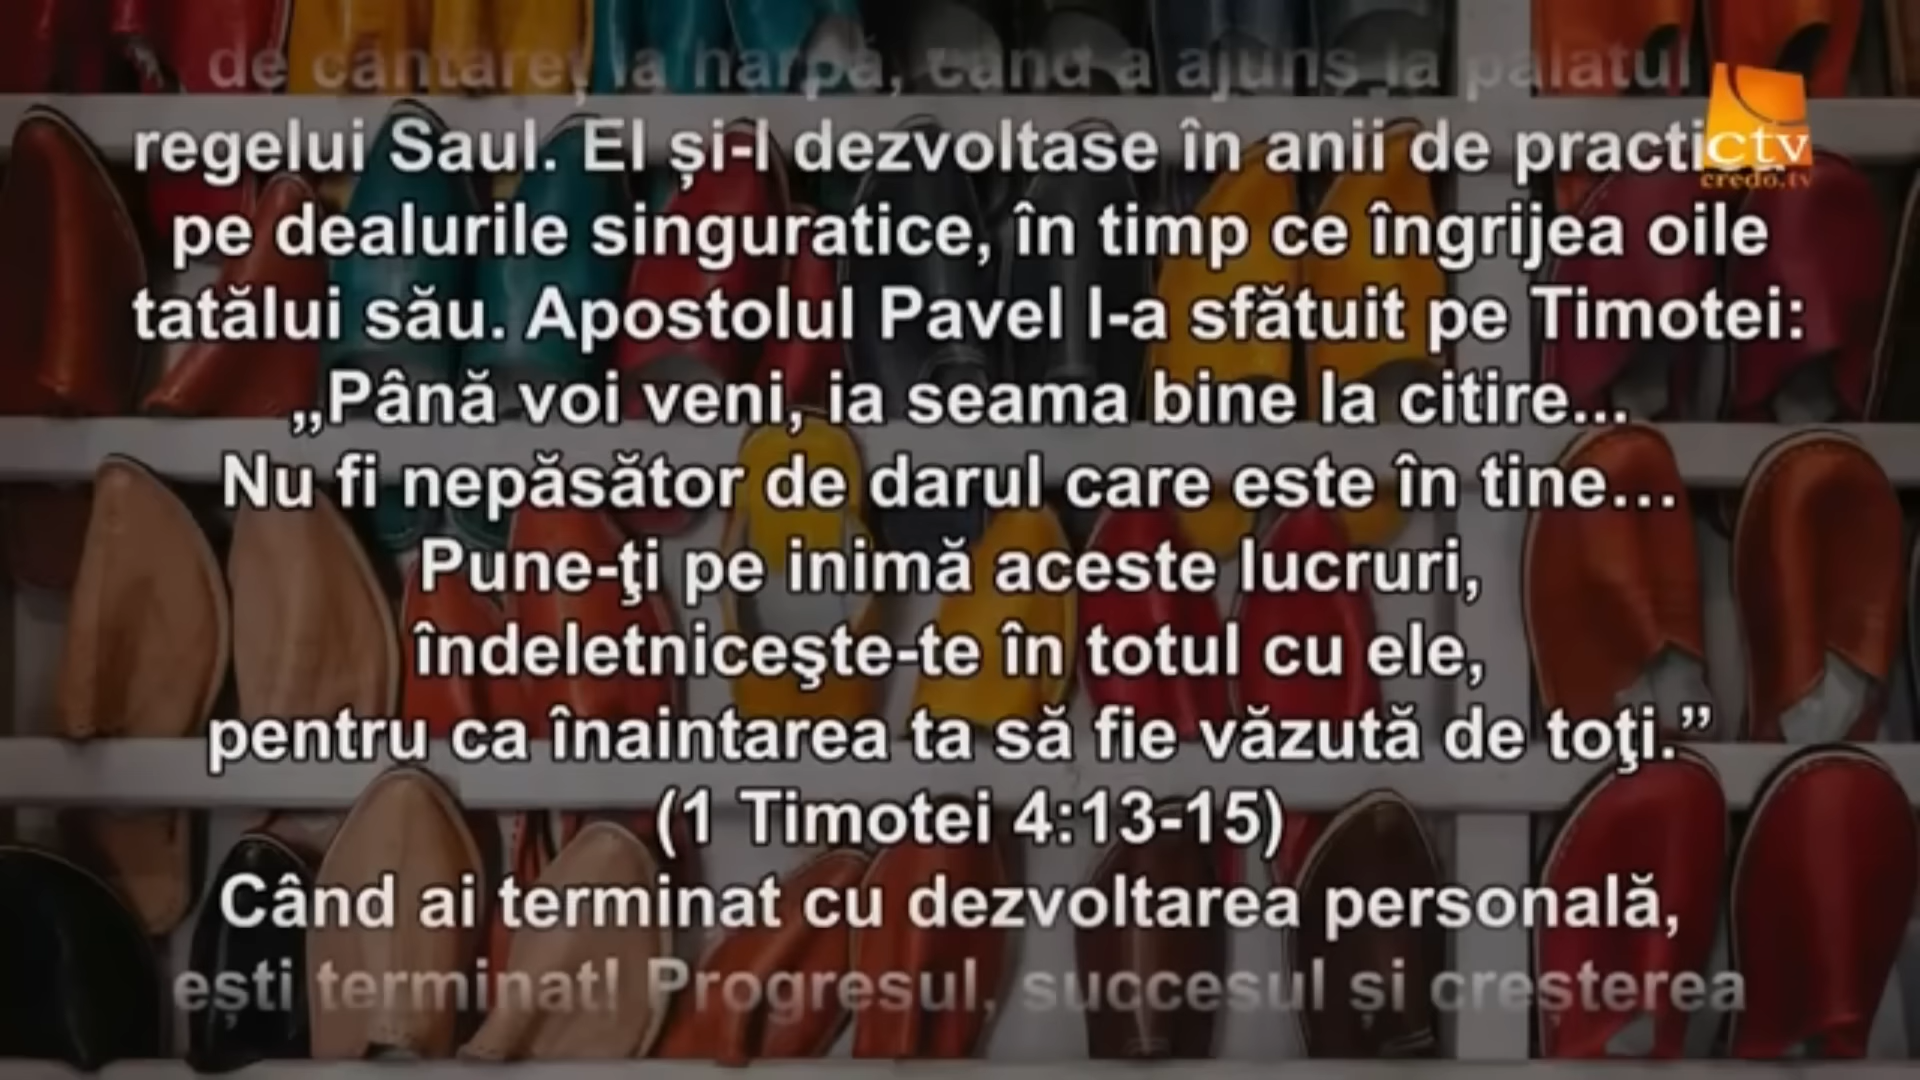 de cântareț la harpă, când a ajuns la palatul
regelui Saul. El și-l dezvoltase în anii de practi
ctv
credo.tv
pe dealurile singuratice, în timp ce îngrijea oile
tatălui său. Apostolul Pavel l-a sfătuit pe Timotei:
„Până voi veni, ia seama bine la citire...
Nu fi nepăsător de darul care este în tine…
Pune-ţi pe inimă aceste lucruri,
îndeletniceşte-te în totul cu ele,
pentru ca înaintarea ta să fie văzută de toţi.”
(1 Timotei 4:13-15)
Când ai terminat cu dezvoltarea personală,
ești terminat! Progresul, succesul și creșterea